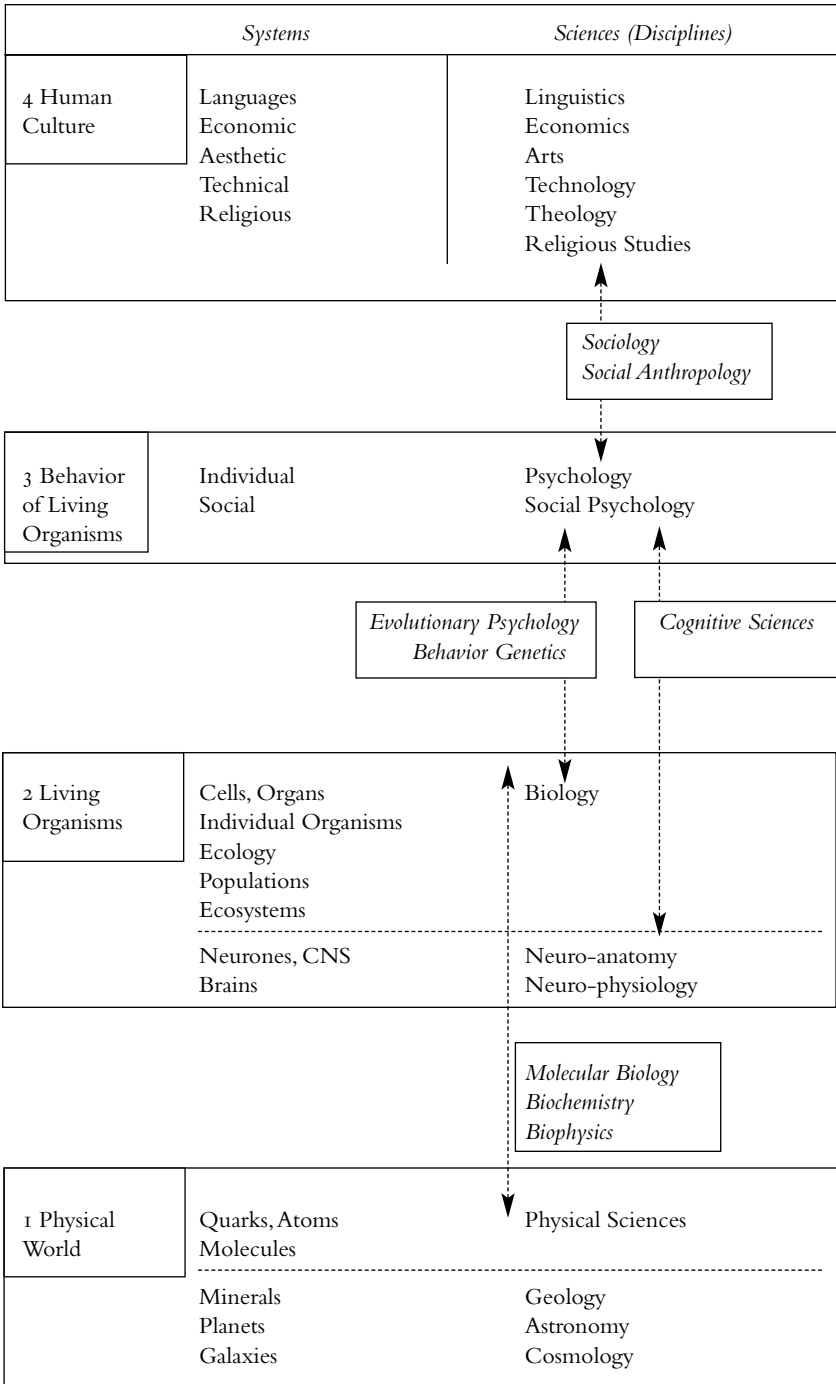 Systems Sciences (Disciplines)
4 Human Languages Linguistics
Culture Economic Economics
Aesthetic Arts
Technical Technology
Religious Theology
Religious Studies
Sociology
Social Anthropology
3 Behavior Individual Psychology
of Living Social Social Psychology
Organisms
Evolutionary Psychology Cognitive Sciences
Behavior Genetics
2 Living Cells, Organs Biology
Organisms Individual Organisms
Ecology
Populations
Ecosystems
Neurones, CNS Neuro-anatomy
Brains Neuro-physiology
Molecular Biology
Biochemistry
Biophysics
1 Physical Quarks, Atoms Physical Sciences
World Molecules
Minerals Geology
Planets Astronomy
Galaxies Cosmology